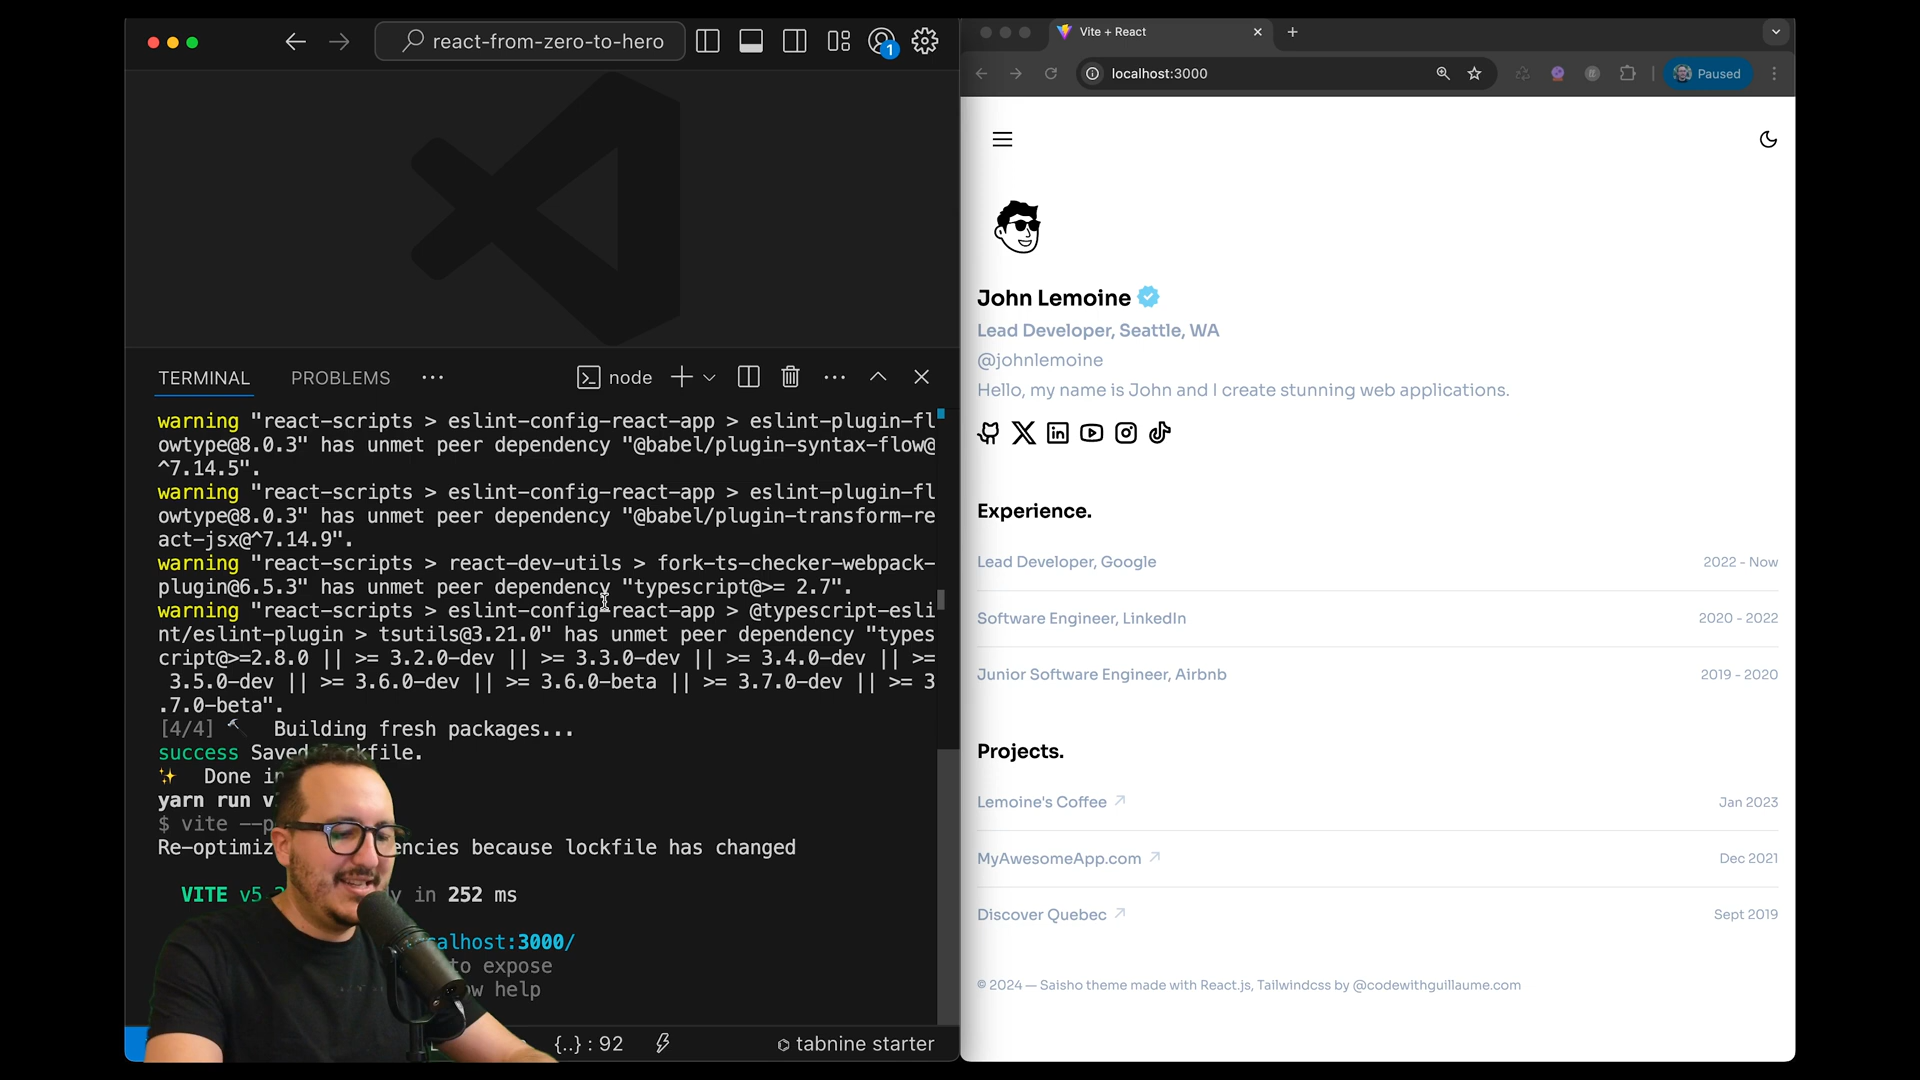 react-from-zero-to-hero
1
TERMINAL
PROBLEMS
node
warning "react-scripts > eslint-config-react-app > eslint-plugin-fl
owtype@8.0.3" has unmet peer dependency "@babel/plugin-syntax-flow@
^7.14.5".
warning "react-scripts > eslint-config-react-app > eslint-plugin-fl
owtype@8.0.3" has unmet peer dependency "@babel/plugin-transform-re
act-jsx@^7.14.9".
warning "react-scripts > react-dev-utils > fork-ts-checker-webpack-
plugin@6.5.3" has unmet peer dependency "typescript@>= 2.7".
warning "react-scripts > eslint-config-react-app > @typescript-esli
nt/eslint-plugin > tsutils@3.21.0" has unmet peer dependency "types
cript@>=2.8.0 || >= 3.2.0-dev || >= 3.3.0-dev || >= 3.4.0-dev || >=
3.5.0-dev || >= 3.6.0-dev || >= 3.6.0-beta || >= 3.7.0-dev || >= 3
.7.0-beta".
[4/4] Building fresh packages...
success Saved lockfile.
Done in
yarn run v
$ vite --p
Re-optimiz encies because lockfile has changed
VITE v5 in 252 ms
calhost:3000/
to expose
ow help
{..} : 92
tabnine starter
Vite + React
localhost:3000
Paused
John Lemoine
Lead Developer, Seattle, WA
@johnlemoine
Hello, my name is John and I create stunning web applications.
Experience.
Lead Developer, Google 2022 - Now
Software Engineer, LinkedIn 2020 - 2022
Junior Software Engineer, Airbnb 2019 - 2020
Projects.
Lemoine's Coffee Jan 2023
MyAwesomeApp.com Dec 2021
Discover Quebec Sept 2019
© 2024 — Saisho theme made with React.js, Tailwindcss by @codewithguillaume.com